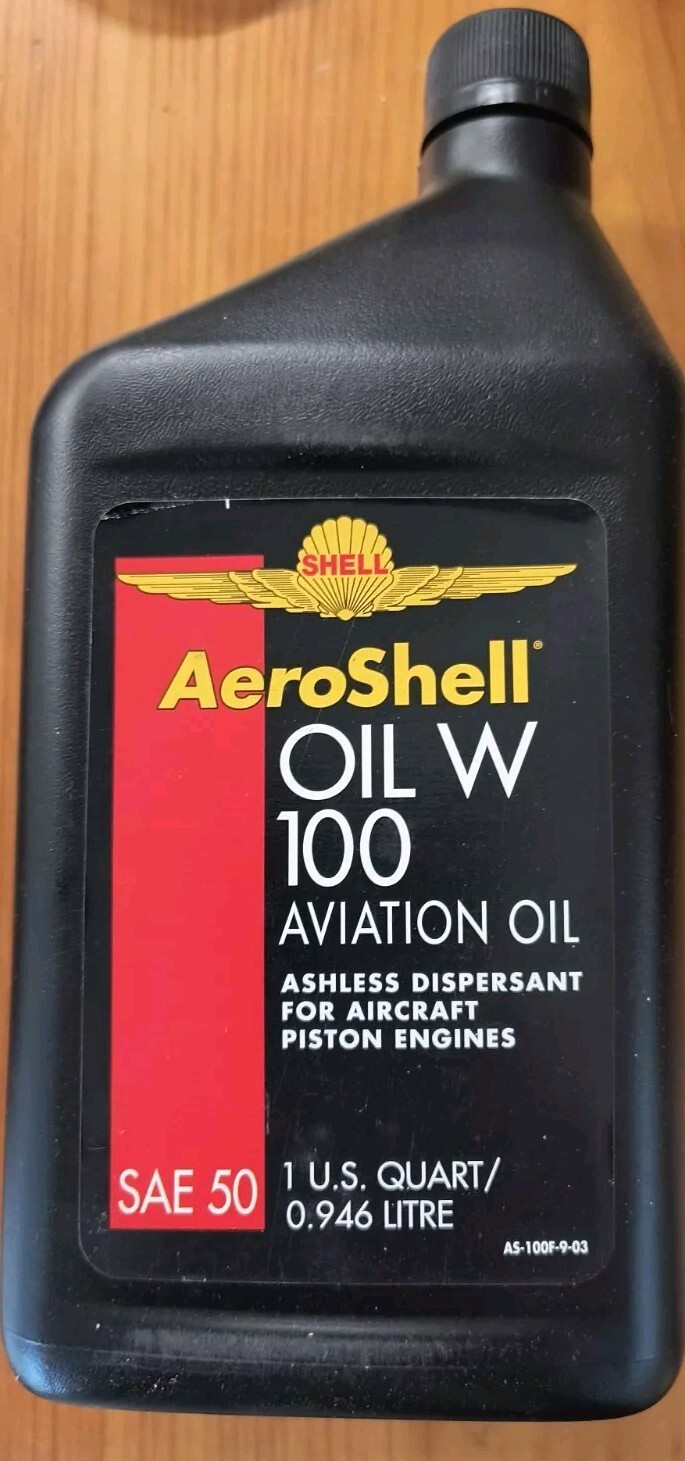 SHELL
AeroShell®
OIL W
100
AVIATION OIL
ASHLESS DISPERSANT
FOR AIRCRAFT
PISTON ENGINES
SAE 50
1 U.S. QUART/
0.946 LITRE
AS-100F-9-03